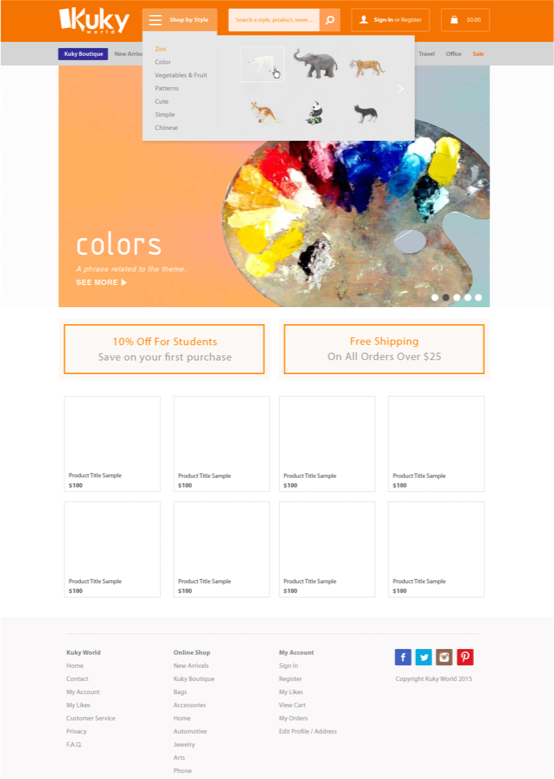 Kuky
world
Shop by Style
Search a style, product, more ...
Sign-In or Register
$0.00
Kuky Boutique
Travel
Office
Sale
Zoo
Color
Vegetables & Fruit
Patterns
Cute
Simple
Chinese
colors
A phrase related to the theme.
SEE MORE
10% Off For Students
Save on your first purchase
Free Shipping
On All Orders Over $25
Product Title Sample
$100
Product Title Sample
$100
Product Title Sample
$100
Product Title Sample
$100
Product Title Sample
$100
Product Title Sample
$100
Product Title Sample
$100
Product Title Sample
$100
Kuky World
Home
Contact
My Account
My Likes
Customer Service
Privacy
F.A.Q.
Online Shop
New Arrivals
Kuky Boutique
Bags
Accessories
Home
Automotive
Jewelry
Arts
Phone
My Account
Sign In
Register
My Likes
View Cart
My Orders
Edit Profile / Address
Copyright Kuky World 2015